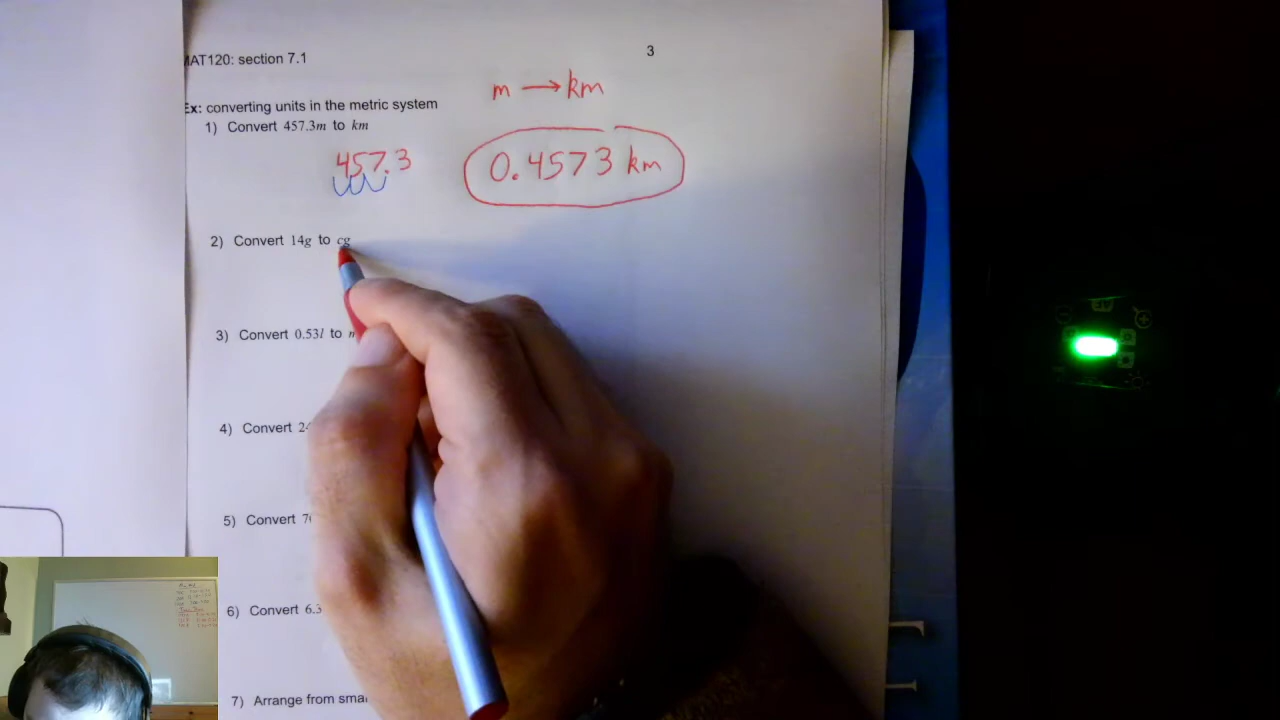 MAT120: section 7.1
3
m → km
Ex: converting units in the metric system
1) Convert 457.3m to km
457.3
0.4573 km
2) Convert 14g to cg
3) Convert 0.53l to
4) Convert
5) Convert
6) Convert 6.3
7) Arrange from